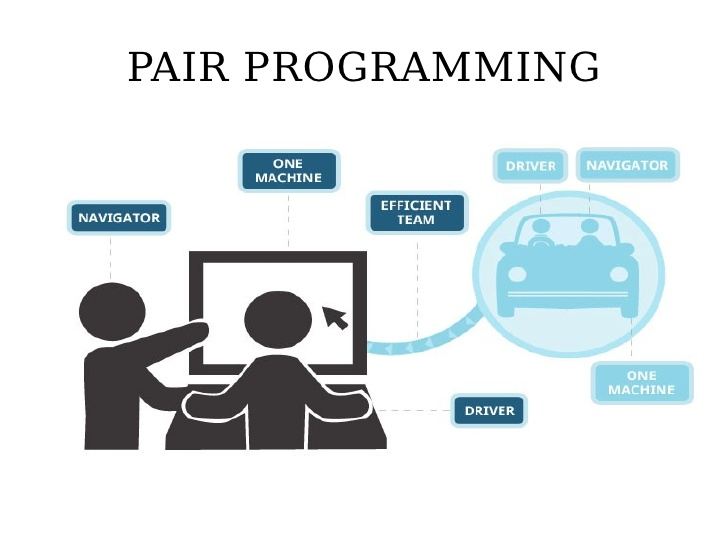 PAIR PROGRAMMING
ONE
MACHINE
DRIVER
NAVIGATOR
NAVIGATOR
EFFICIENT
TEAM
ONE
MACHINE
DRIVER